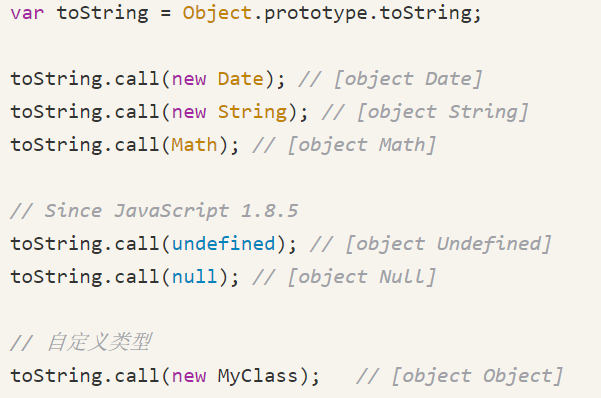 var toString = Object.prototype.toString;
toString.call(new Date); // [object Date]
toString.call(new String); // [object String]
toString.call(Math); // [object Math]
// Since JavaScript 1.8.5
toString.call(undefined); // [object Undefined]
toString.call(null); // [object Null]
// 自定义类型
toString.call(new MyClass);   // [object Object]